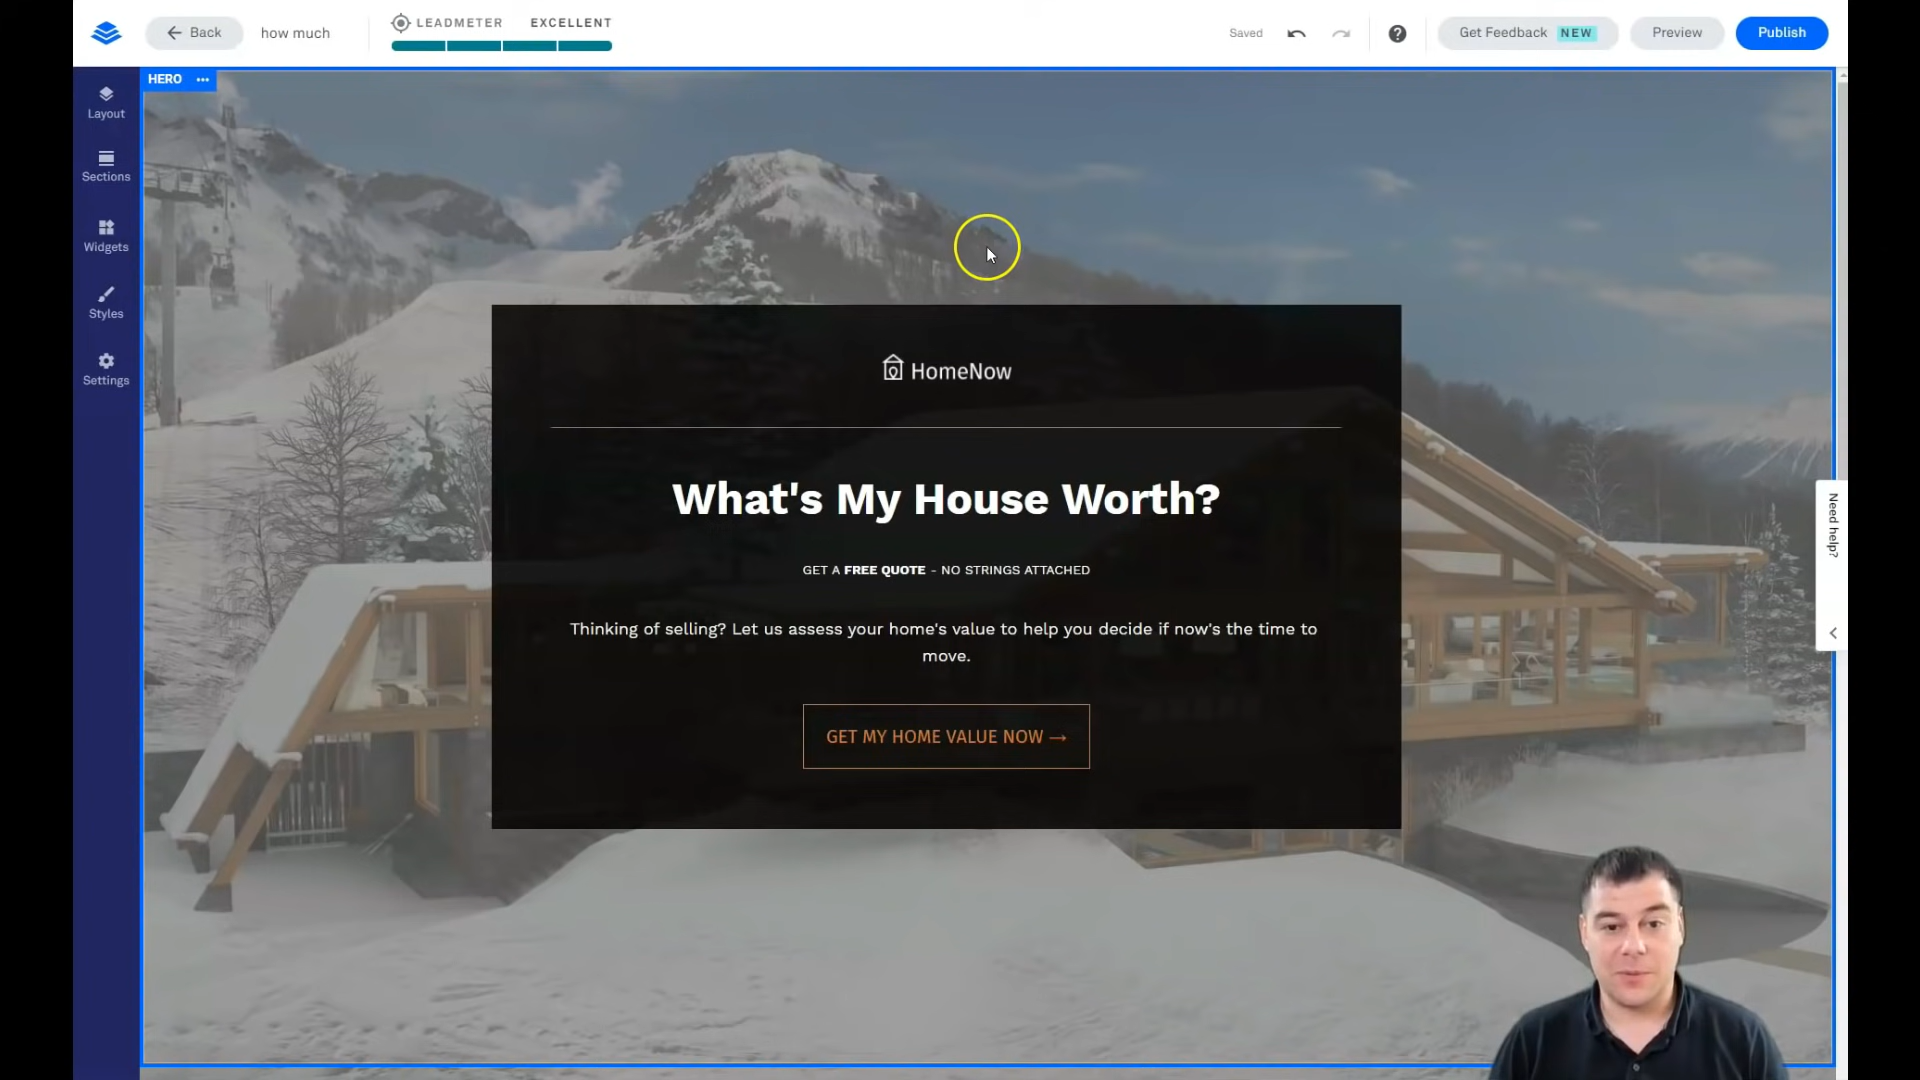 Back
how much
LEADMETER EXCELLENT
Saved
Get Feedback NEW
Preview
Publish
HERO
Layout
Sections
Widgets
Styles
Settings
HomeNow
What's My House Worth?
GET A FREE QUOTE - NO STRINGS ATTACHED
Thinking of selling? Let us assess your home's value to help you decide if now's the time to
move.
GET MY HOME VALUE NOW →
Need help?